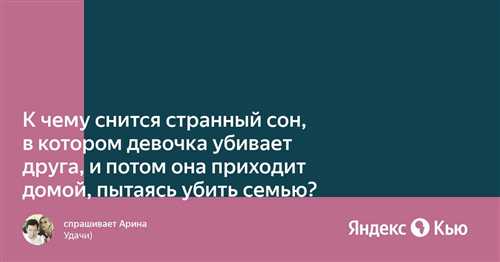 К чему снится странный сон,
в котором девочка убивает
друга, и потом она приходит
домой, пытаясь убить семью?
спрашивает Арина
Удачи)
Яндекс Кью